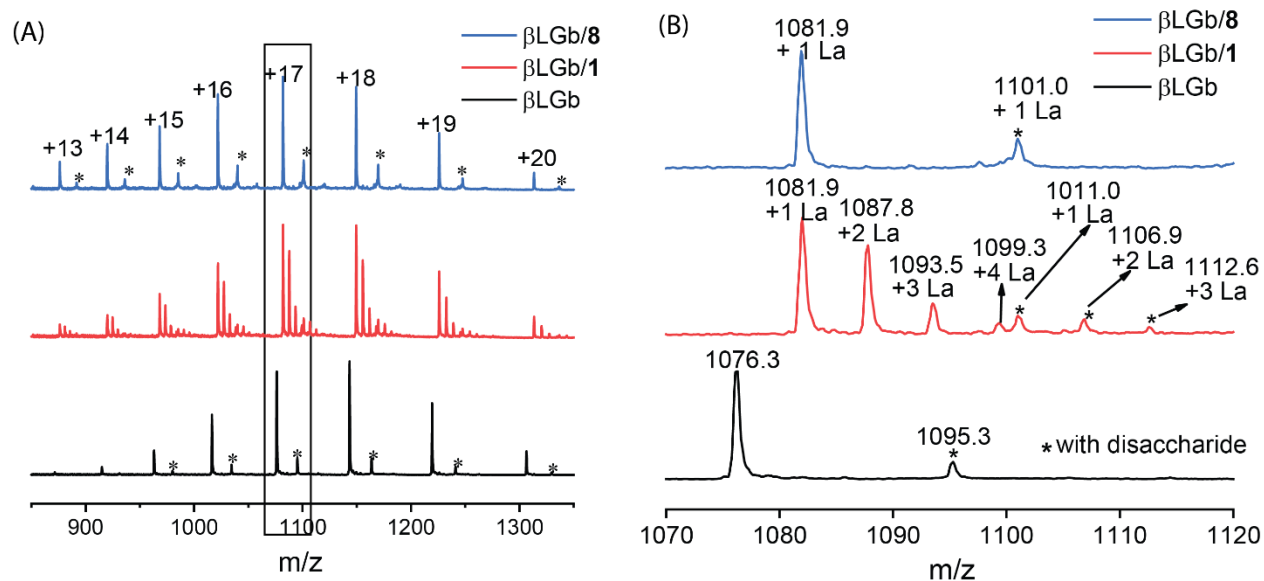 (A)
βLGb/8
βLGb/1
βLGb
+13
+14
+15
+16
+17
+18
+19
+20
*
*
*
*
*
*
*
*
*
*
*
*
*
*
900
1000
1100
1200
1300
m/z
(B)
βLGb/8
βLGb/1
βLGb
1081.9
+ 1 La
1101.0
+ 1 La
*
1081.9
+1 La
1087.8
+2 La
1093.5
+3 La
1099.3
+4 La
1011.0
+1 La
1106.9
+2 La
1112.6
+3 La
*
*
*
1076.3
1095.3
*
* with disaccharide
1070
1080
1090
1100
1110
1120
m/z